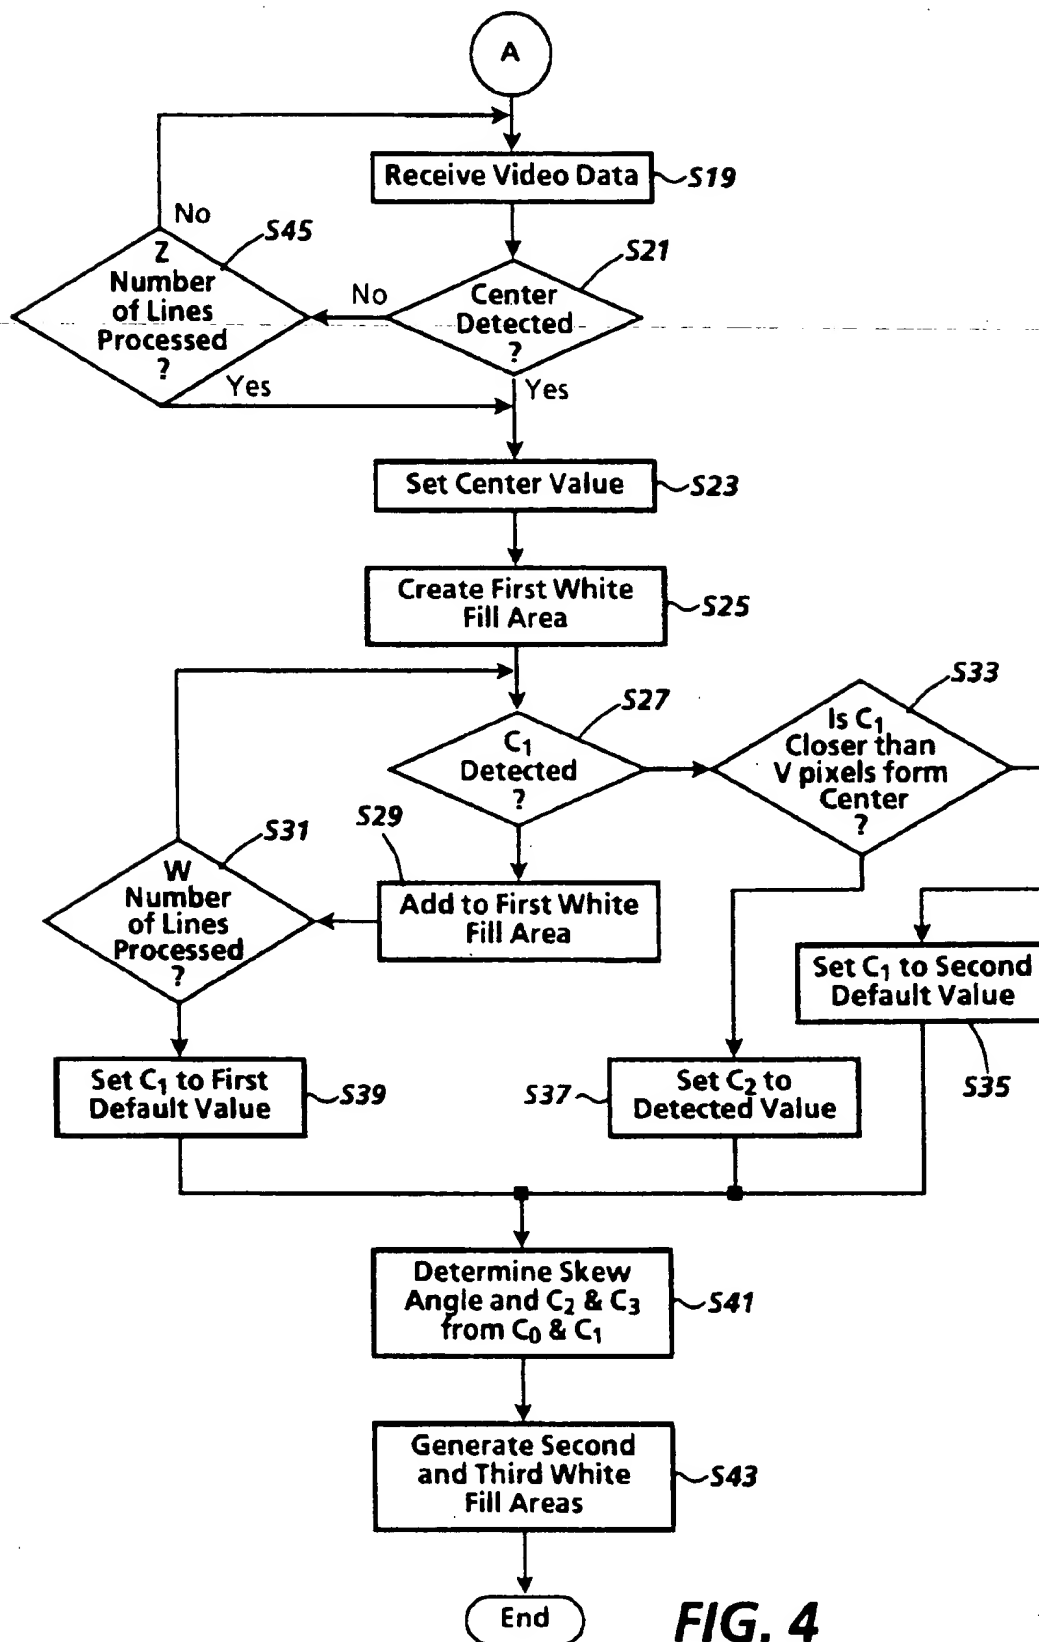 A
Receive Video Data
S19
No
S45
Z
Number
of Lines
Processed
?
S21
Center
Detected
?
No
Yes
Yes
Set Center Value
S23
Create First White
Fill Area
S25
S27
C₁
Detected
?
S33
Is C₁
Closer than
V pixels form
Center
?
S29
Add to First White
Fill Area
S31
W
Number
of Lines
Processed
?
Set C₁ to Second
Default Value
S35
Set C₁ to First
Default Value
S39
S37
Set C₂ to
Detected Value
Determine Skew
Angle and C₂ & C₃
from C₀ & C₁
S41
Generate Second
and Third White
Fill Areas
S43
End
FIG. 4